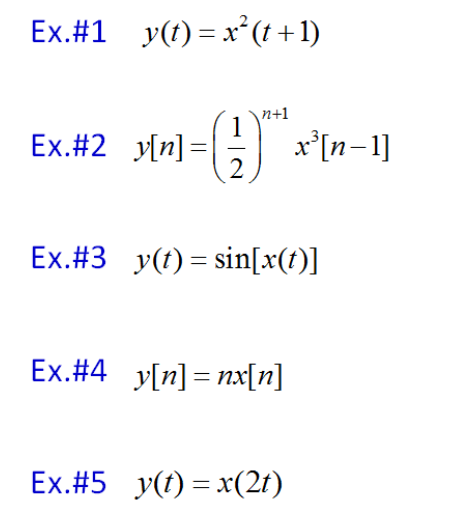 Ex.#1 y(t) = x²(t+1)
Ex.#2 y[n] = (1/2)ⁿ⁺¹ x³[n−1]
Ex.#3 y(t) = sin[x(t)]
Ex.#4 y[n] = nx[n]
Ex.#5 y(t) = x(2t)